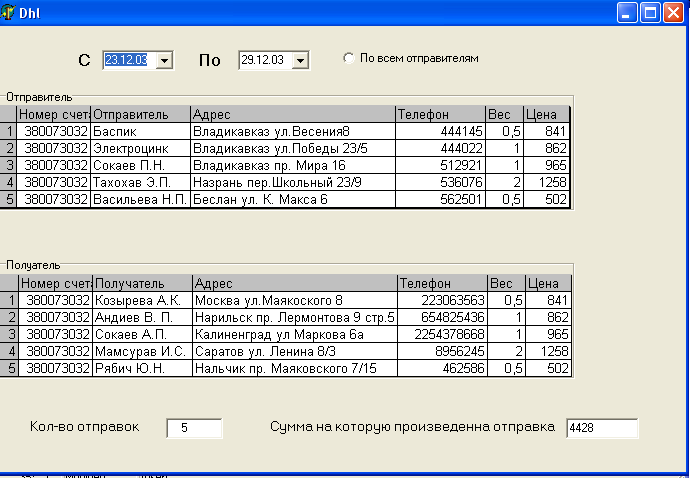 Dhl
С 23.12.03 По 29.12.03 По всем отправителям
Отправитель
Номер счета Отправитель Адрес Телефон Вес Цена
1 380073032 Баспик Владикавказ ул.Весения8 444145 0,5 841
2 380073032 Электроцинк Владикавказ ул.Победы 23/5 444022 1 862
3 380073032 Сокаев П.Н. Владикавказ пр. Мира 16 512921 1 965
4 380073032 Тахохав Э.П. Назрань пер.Школьный 23/9 536076 2 1258
5 380073032 Васильева Н.П. Беслан ул. К. Макса 6 562501 0,5 502
Полуатель
Номер счета Получатель Адрес Телефон Вес Цена
1 380073032 Козырева А.К. Москва ул.Маякоского 8 223063563 0,5 841
2 380073032 Андиев В. П. Нарильск пр. Лермонтова 9 стр.5 654825436 1 862
3 380073032 Сокаев А.П. Калиненград ул Маркова 6а 2254378668 1 965
4 380073032 Мамсурав И.С. Саратов ул. Ленина 8/3 8956245 2 1258
5 380073032 Рябич Ю.Н. Нальчик пр. Маяковского 7/15 462586 0,5 502
Кол-во отправок 5 Сумма на которую произведенна отправка 4428